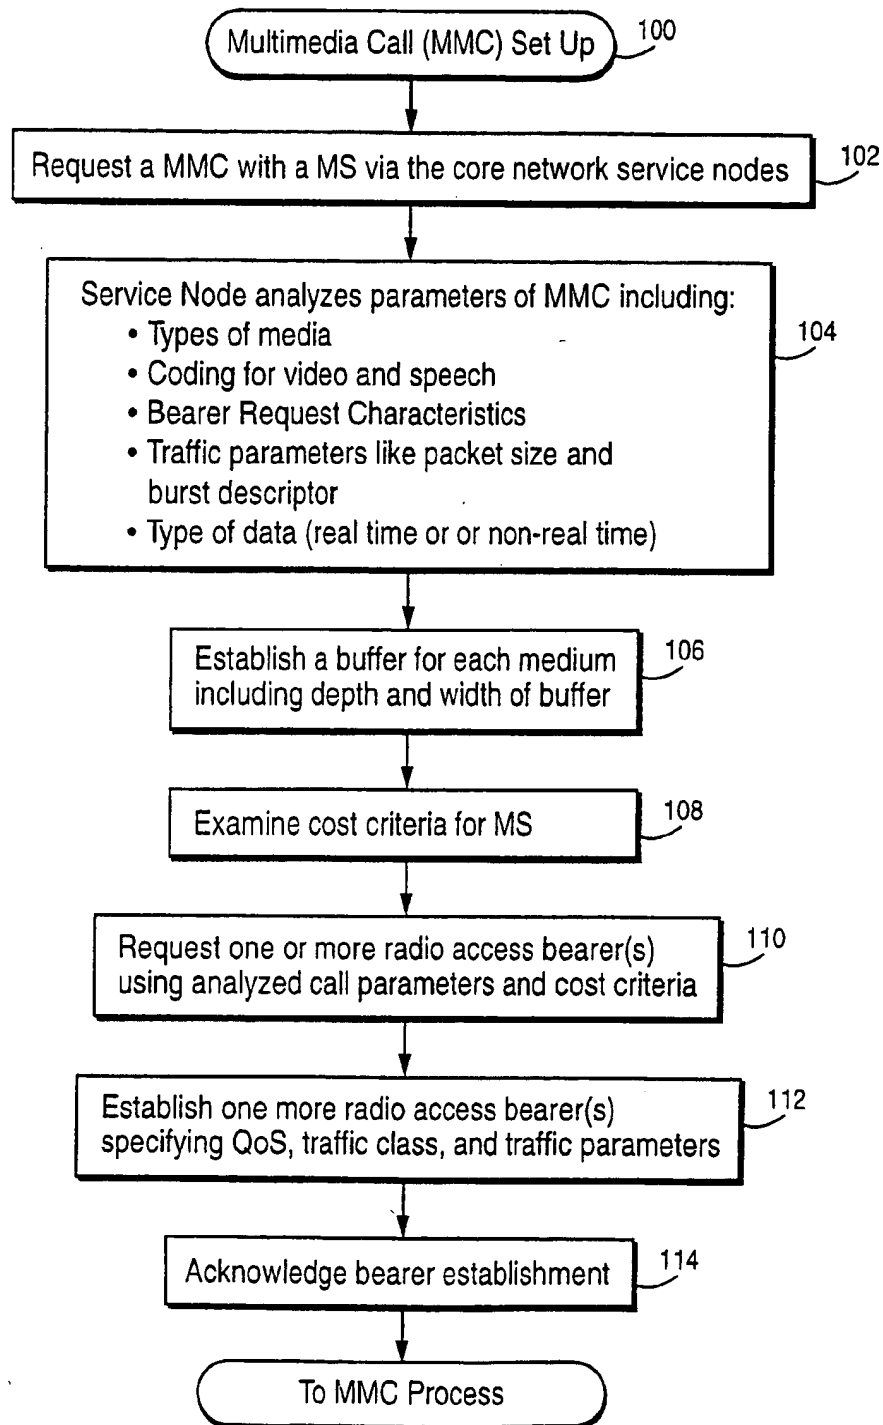 Multimedia Call (MMC) Set Up
100
Request a MMC with a MS via the core network service nodes
102
Service Node analyzes parameters of MMC including:
• Types of media
• Coding for video and speech
• Bearer Request Characteristics
• Traffic parameters like packet size and
burst descriptor
• Type of data (real time or or non-real time)
104
Establish a buffer for each medium
including depth and width of buffer
106
Examine cost criteria for MS
108
Request one or more radio access bearer(s)
using analyzed call parameters and cost criteria
110
Establish one more radio access bearer(s)
specifying QoS, traffic class, and traffic parameters
112
Acknowledge bearer establishment
114
To MMC Process